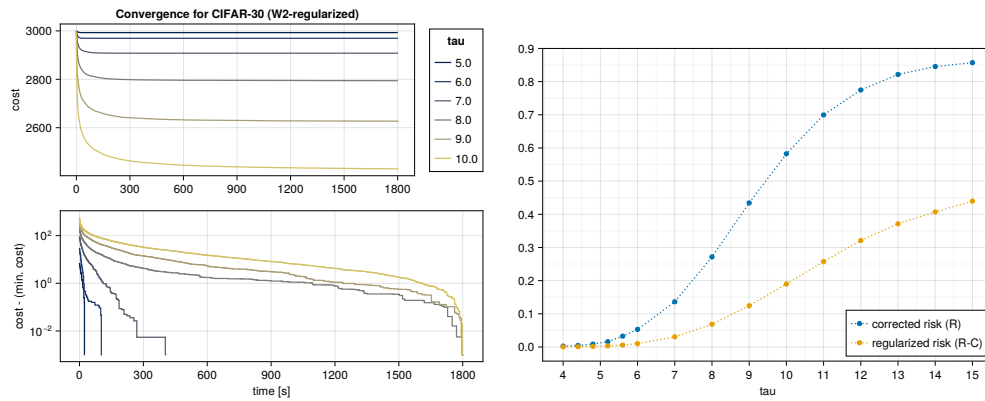 Convergence for CIFAR-30 (W2-regularized)
3000
2800
2600
cost
0 300 600 900 1200 1500 1800
tau
5.0
6.0
7.0
8.0
9.0
10.0
10²
10⁰
10⁻²
cost - (min. cost)
0 300 600 900 1200 1500 1800
time [s]
0.9
0.8
0.7
0.6
0.5
0.4
0.3
0.2
0.1
0.0
4 5 6 7 8 9 10 11 12 13 14 15
tau
corrected risk (R)
regularized risk (R-C)